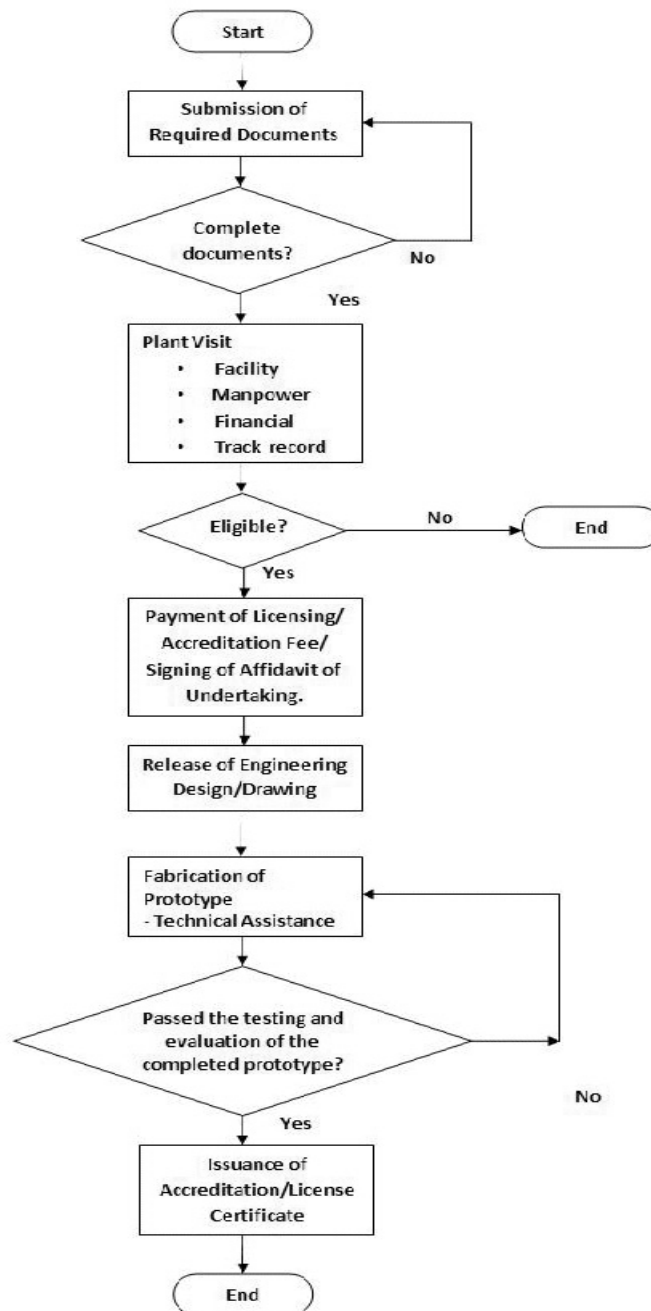 Start
Submission of
Required Documents
Complete
documents?
No
Yes
Plant Visit
• Facility
• Manpower
• Financial
• Track record
Eligible?
No
End
Yes
Payment of Licensing/
Accreditation Fee/
Signing of Affidavit of
Undertaking.
Release of Engineering
Design/Drawing
Fabrication of
Prototype
- Technical Assistance
Passed the testing and
evaluation of the
completed prototype?
No
Yes
Issuance of
Accreditation/License
Certificate
End